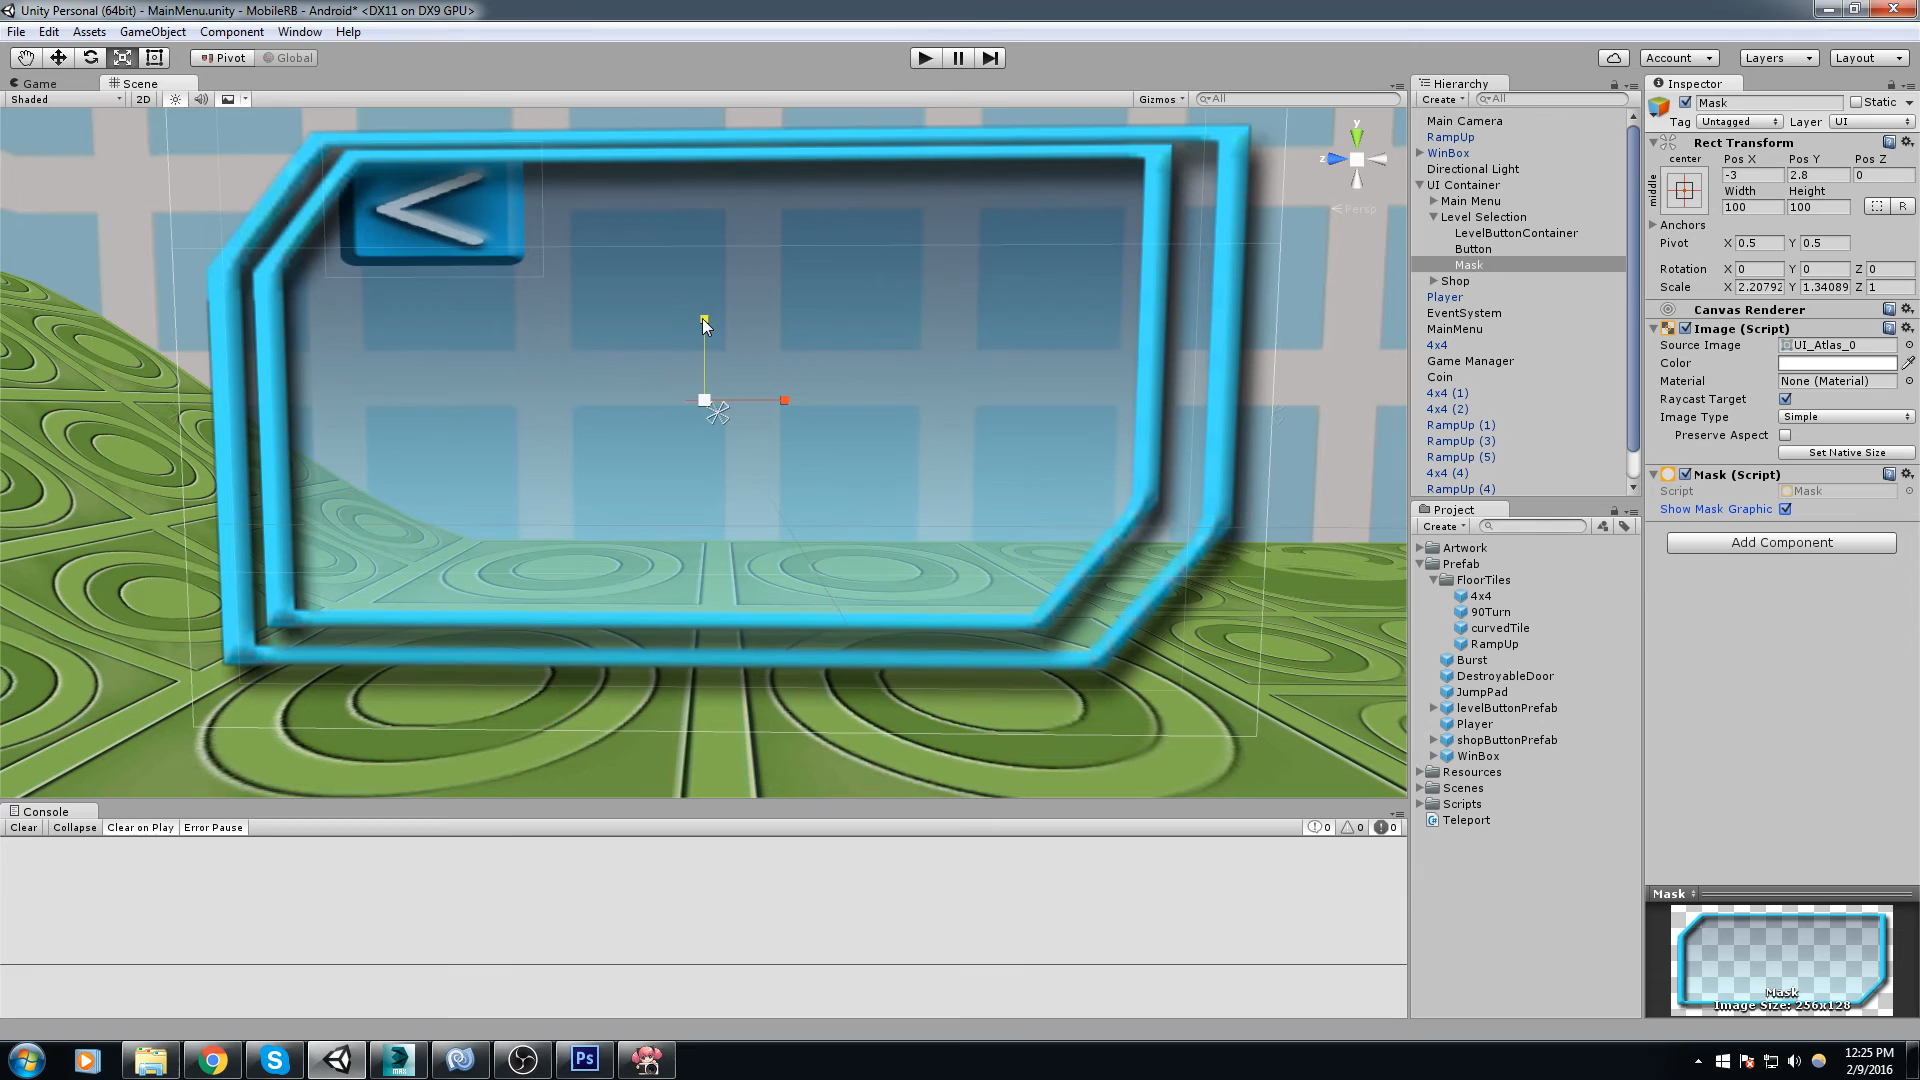 Unity Personal (64bit) - MainMenu.unity - MobileRB - Android* <DX11 on DX9 GPU>
File Edit Assets GameObject Component Window Help
Pivot Global Account Layers Layout
Game Scene
Shaded 2D Gizmos All
y
z
Persp
<
Hierarchy
Create All
Main Camera
RampUp
WinBox
Directional Light
UI Container
Main Menu
Level Selection
LevelButtonContainer
Button
Mask
Shop
Player
EventSystem
MainMenu
4x4
Game Manager
Coin
4x4 (1)
4x4 (2)
RampUp (1)
RampUp (3)
RampUp (5)
4x4 (4)
RampUp (4)
Project
Create
Artwork
Prefab
FloorTiles
4x4
90Turn
curvedTile
RampUp
Burst
DestroyableDoor
JumpPad
levelButtonPrefab
Player
shopButtonPrefab
WinBox
Resources
Scenes
Scripts
Teleport
Inspector
Mask Static
Tag Untagged Layer UI
Rect Transform
center Pos X Pos Y Pos Z
middle -3 2.8 0
Width Height
100 100 R
Anchors
Pivot X 0.5 Y 0.5
Rotation X 0 Y 0 Z 0
Scale X 2.20792 Y 1.34089 Z 1
Canvas Renderer
Image (Script)
Source Image UI_Atlas_0
Color
Material None (Material)
Raycast Target
Image Type Simple
Preserve Aspect
Set Native Size
Mask (Script)
Script Mask
Show Mask Graphic
Add Component
Mask
Mask
Image Size: 256x128
Console
Clear Collapse Clear on Play Error Pause 0 0 0
MAX Ps
12:25 PM
2/9/2016